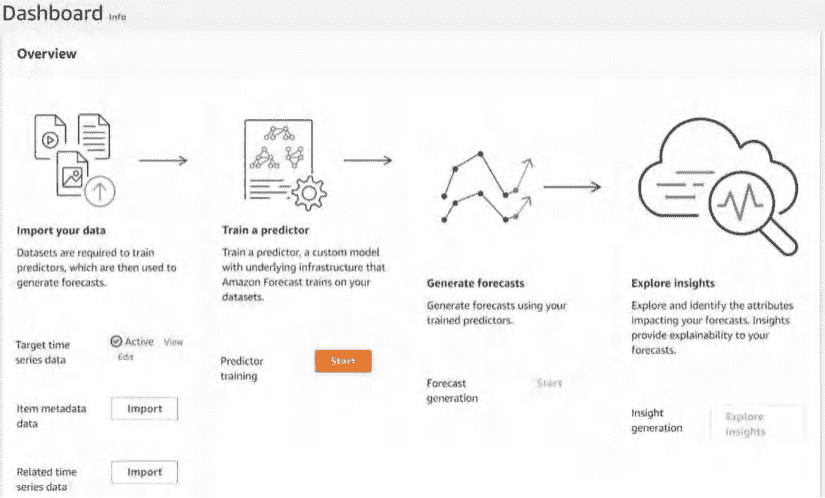 Dashboard Info
Overview
Import your data
Datasets are required to train
predictors, which are then used to
generate forecasts.
Target time
series data
Active View
Edit
Item metadata
data
Import
Related time
series data
Import
Train a predictor
Train a predictor, a custom model
with underlying infrastructure that
Amazon Forecast trains on your
datasets.
Predictor
training
Start
Generate forecasts
Generate forecasts using your
trained predictors.
Forecast
generation
Start
Explore insights
Explore and identify the attributes
impacting your forecasts. Insights
provide explainability to your
forecasts.
Insight
generation
Explore
insights